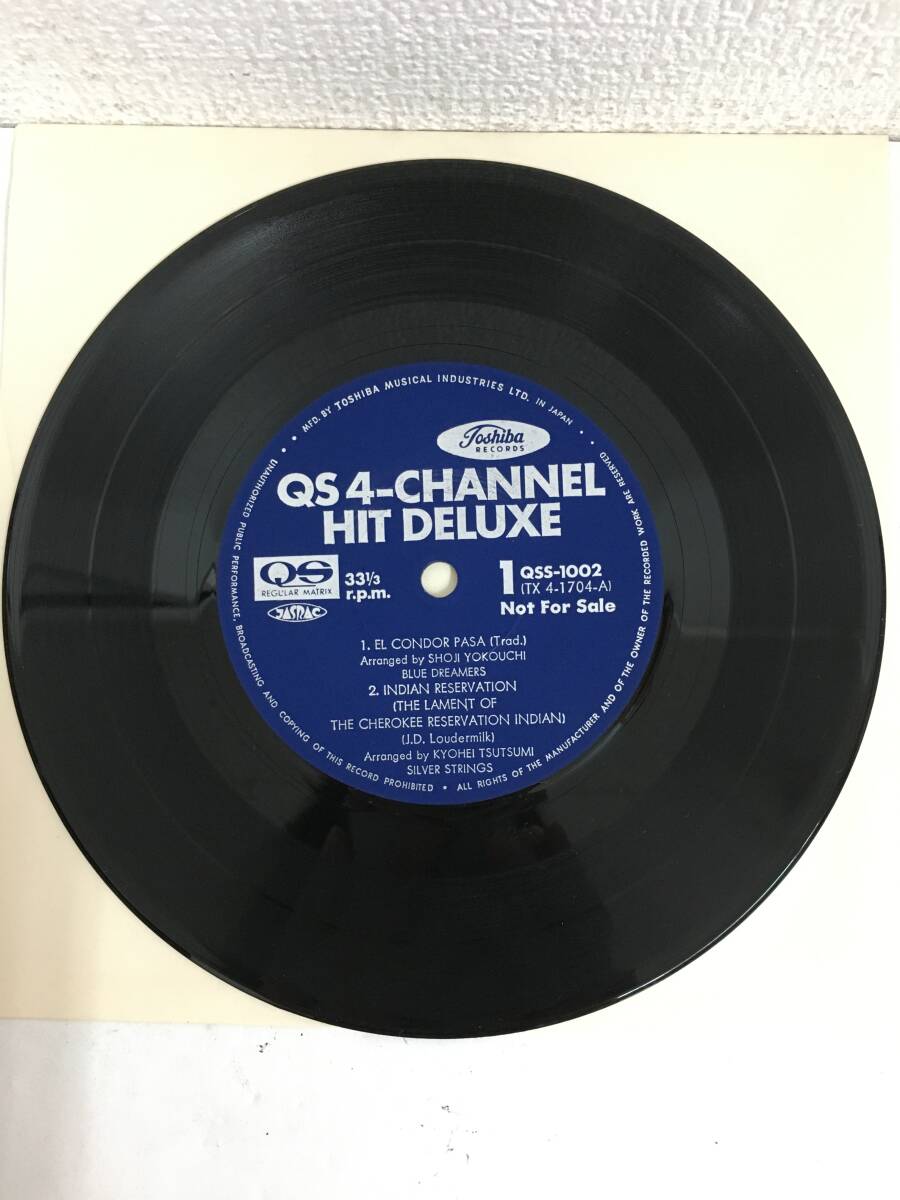 MFD. BY TOSHIBA MUSICAL INDUSTRIES LTD. IN JAPAN
Toshiba
RECORDS
QS 4-CHANNEL
HIT DELUXE
QS
REGULAR MATRIX
JASRAC
33 1/3
r.p.m.
1
QSS-1002
(TX 4-1704-A)
Not For Sale
1. EL CONDOR PASA (Trad.)
Arranged by SHOJI YOKOUCHI
BLUE DREAMERS
2. INDIAN RESERVATION
(THE LAMENT OF
THE CHEROKEE RESERVATION INDIAN)
(J.D. Loudermilk)
Arranged by KYOHEI TSUTSUMI
SILVER STRINGS
UNAUTHORIZED PUBLIC PERFORMANCE, BROADCASTING AND COPYING OF THIS RECORD PROHIBITED • ALL RIGHTS OF THE MANUFACTURER AND OF THE OWNER OF THE RECORDED WORK ARE RESERVED